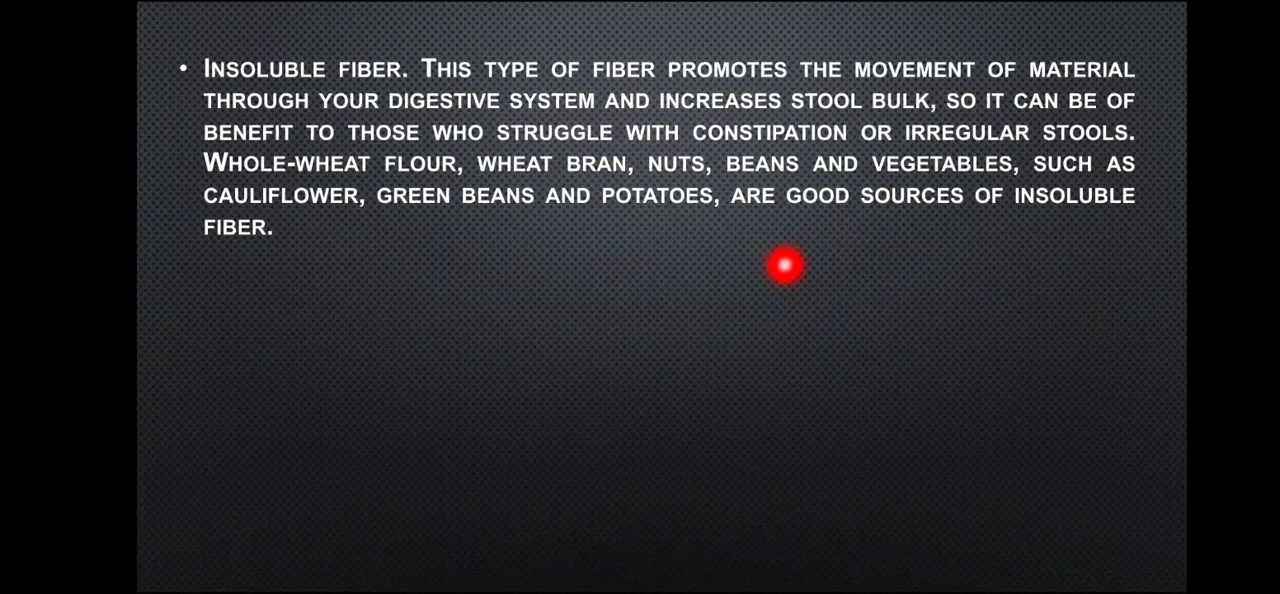 • Insoluble fiber. This type of fiber promotes the movement of material
through your digestive system and increases stool bulk, so it can be of
benefit to those who struggle with constipation or irregular stools.
Whole-wheat flour, wheat bran, nuts, beans and vegetables, such as
cauliflower, green beans and potatoes, are good sources of insoluble
fiber.